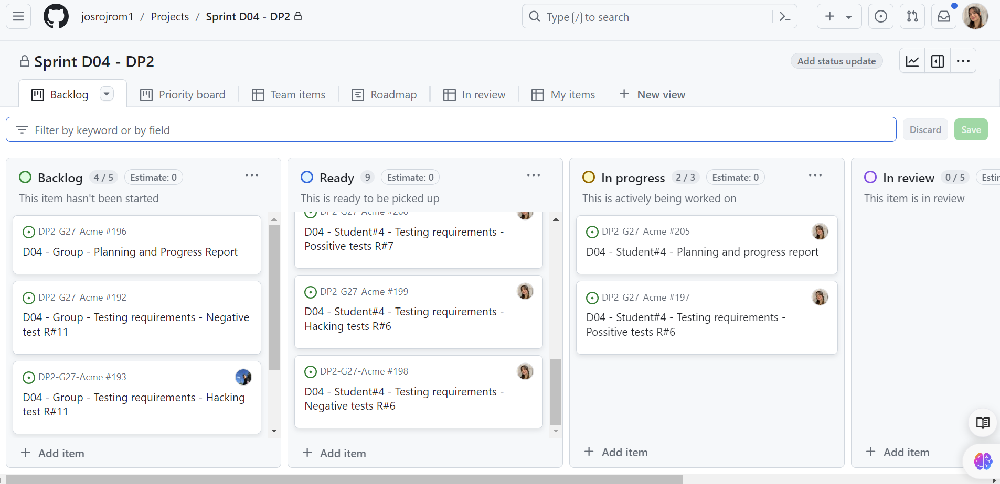 josrojrom1 / Projects / Sprint D04 - DP2
Type / to search
Sprint D04 - DP2
Add status update
Backlog
Priority board
Team items
Roadmap
In review
My items
New view
Filter by keyword or by field
Discard
Save
Backlog 4 / 5 Estimate: 0
This item hasn't been started
DP2-G27-Acme #196
D04 - Group - Planning and Progress Report
DP2-G27-Acme #192
D04 - Group - Testing requirements - Negative
test R#11
DP2-G27-Acme #193
D04 - Group - Testing requirements - Hacking
test R#11
Add item
Ready 9 Estimate: 0
This is ready to be picked up
DP2-G27-Acme #200
D04 - Student#4 - Testing requirements -
Possitive tests R#7
DP2-G27-Acme #199
D04 - Student#4 - Testing requirements -
Hacking tests R#6
DP2-G27-Acme #198
D04 - Student#4 - Testing requirements -
Negative tests R#6
Add item
In progress 2 / 3 Estimate: 0
This is actively being worked on
DP2-G27-Acme #205
D04 - Student#4 - Planning and progress report
DP2-G27-Acme #197
D04 - Student#4 - Testing requirements -
Possitive tests R#6
Add item
In review 0 / 5
This item is in review
Add item